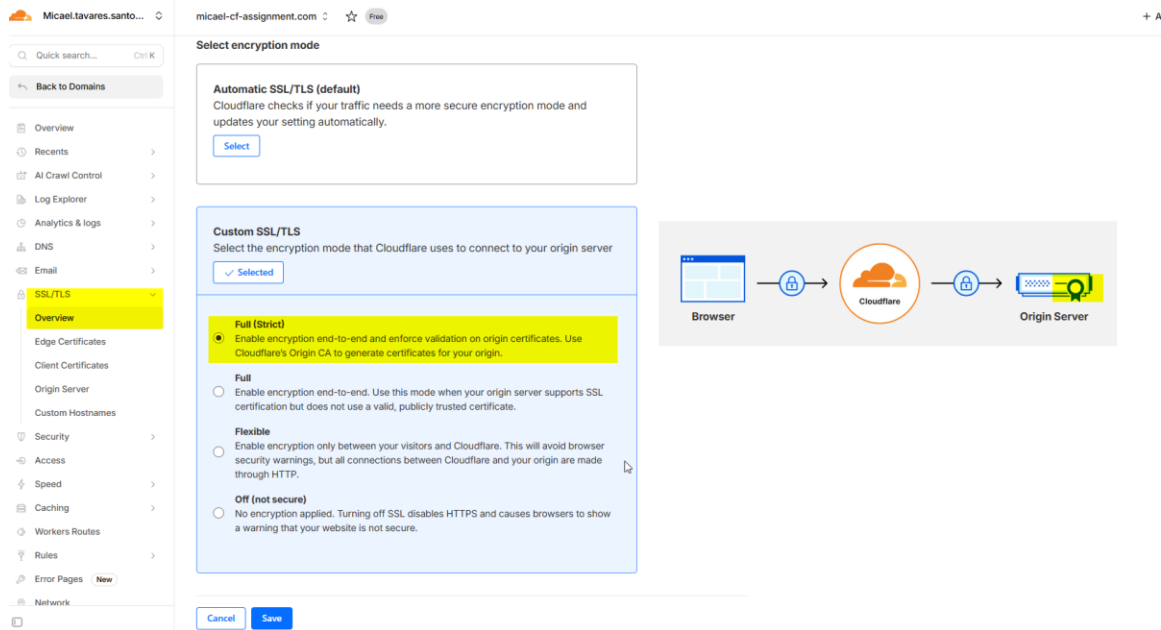 Micael.tavares.santo...
micael-cf-assignment.com
Free
+ A
Quick search...
Ctrl K
Back to Domains
Overview
Recents
AI Crawl Control
Log Explorer
Analytics & logs
DNS
Email
SSL/TLS
Overview
Edge Certificates
Client Certificates
Origin Server
Custom Hostnames
Security
Access
Speed
Caching
Workers Routes
Rules
Error Pages New
Network
Select encryption mode
Automatic SSL/TLS (default)
Cloudflare checks if your traffic needs a more secure encryption mode and
updates your setting automatically.
Select
Custom SSL/TLS
Select the encryption mode that Cloudflare uses to connect to your origin server
Selected
Full (Strict)
Enable encryption end-to-end and enforce validation on origin certificates. Use
Cloudflare's Origin CA to generate certificates for your origin.
Full
Enable encryption end-to-end. Use this mode when your origin server supports SSL
certification but does not use a valid, publicly trusted certificate.
Flexible
Enable encryption only between your visitors and Cloudflare. This will avoid browser
security warnings, but all connections between Cloudflare and your origin are made
through HTTP.
Off (not secure)
No encryption applied. Turning off SSL disables HTTPS and causes browsers to show
a warning that your website is not secure.
Cancel
Save
Browser
Cloudflare
Origin Server